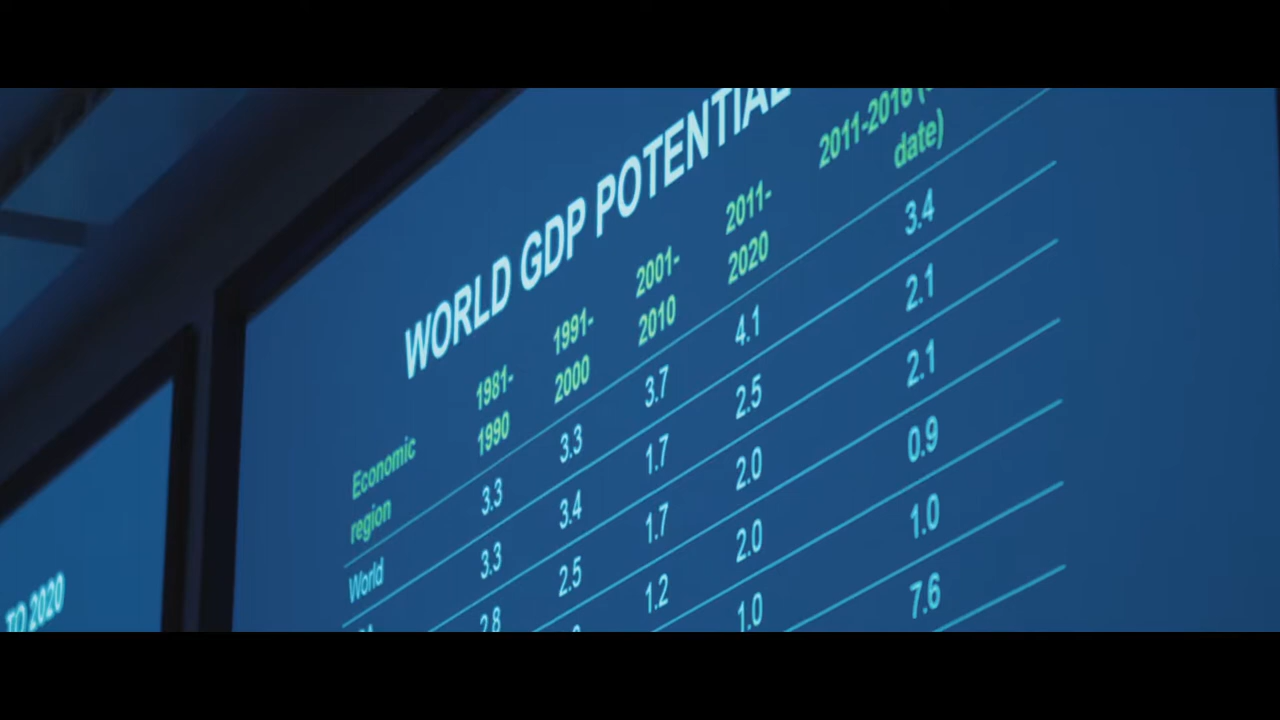 WORLD GDP POTENTIAL
Economic region 1981-1990 1991-2000 2001-2010 2011-2020 2011-2016 ( date)
World 3.3 3.3 3.7 4.1 3.4
3.3 3.4 1.7 2.5 2.1
2.8 2.5 1.7 2.0 2.1
1.2 2.0 0.9
1.0 1.0
7.6
TO 2020